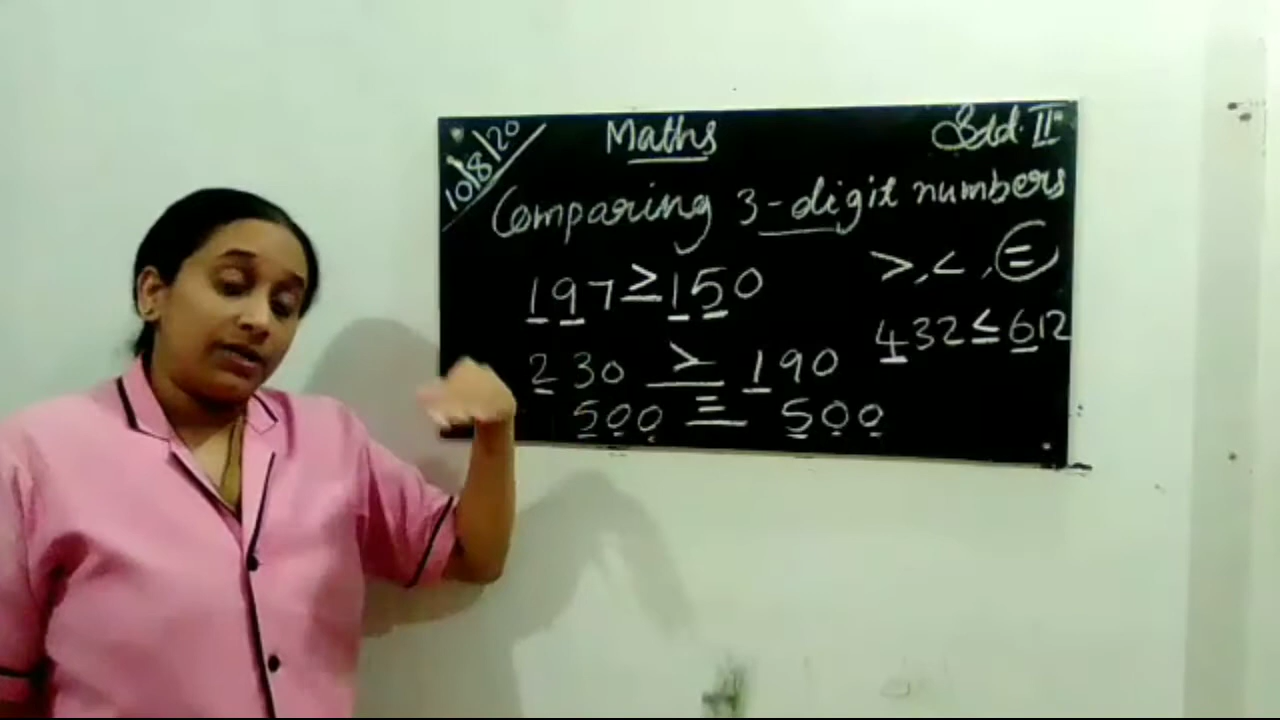 10/8/20 Maths Std. II
Comparing 3-digit numbers
>, <, =
197 > 150
432 < 612
230 > 190
500 = 500